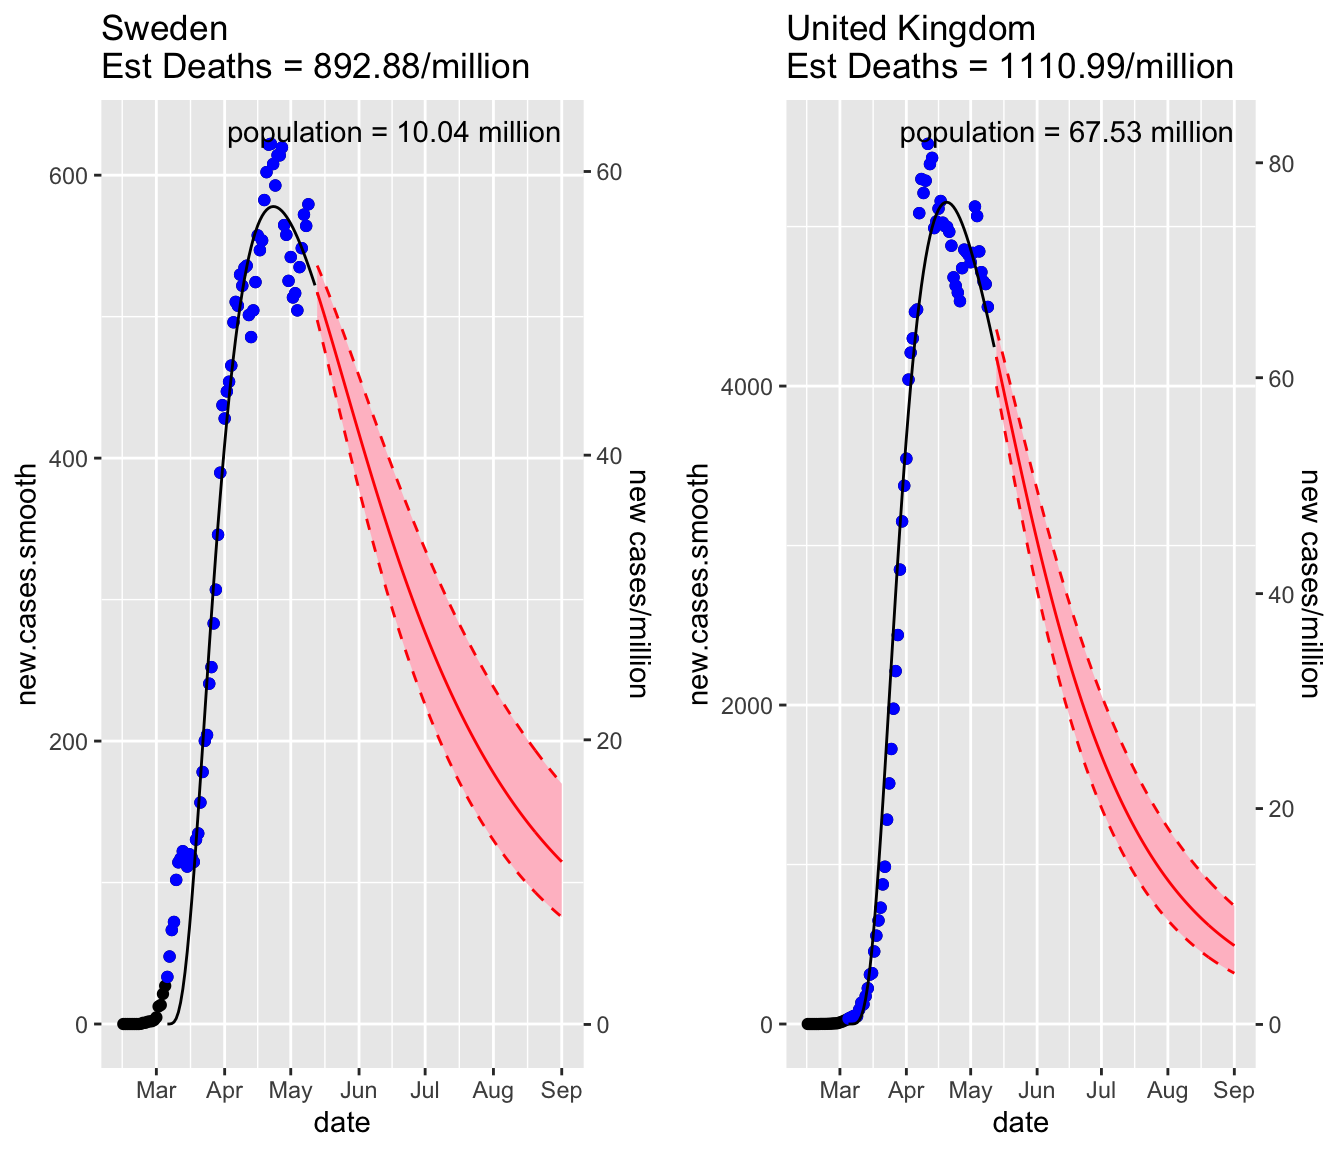 Sweden
Est Deaths = 892.88/million
population = 10.04 million
new.cases.smooth
600
400
200
0
60
40
20
0
new cases/million
Mar Apr May Jun Jul Aug Sep
date
United Kingdom
Est Deaths = 1110.99/million
population = 67.53 million
new.cases.smooth
4000
2000
0
80
60
40
20
0
new cases/million
Mar Apr May Jun Jul Aug Sep
date